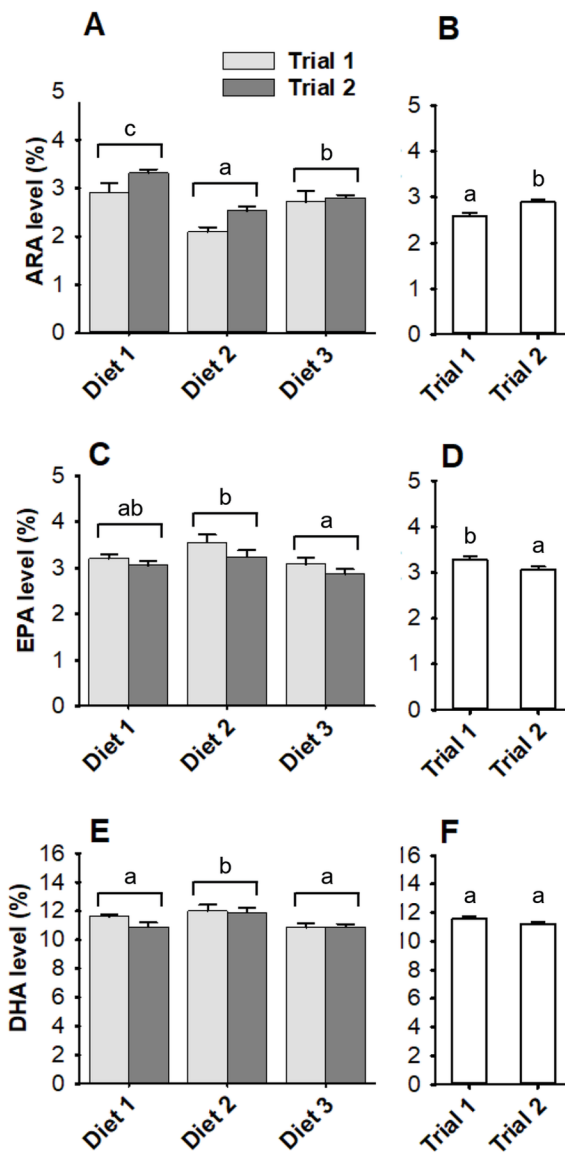 A
B
Trial 1
Trial 2
ARA level (%)
5
4
3
2
1
0
c
a
b
Diet 1
Diet 2
Diet 3
5
4
3
2
1
0
a
b
Trial 1
Trial 2
C
D
EPA level (%)
5
4
3
2
1
0
ab
b
a
Diet 1
Diet 2
Diet 3
5
4
3
2
1
0
b
a
Trial 1
Trial 2
E
F
DHA level (%)
16
14
12
10
8
6
4
2
0
a
b
a
Diet 1
Diet 2
Diet 3
16
14
12
10
8
6
4
2
0
a
a
Trial 1
Trial 2